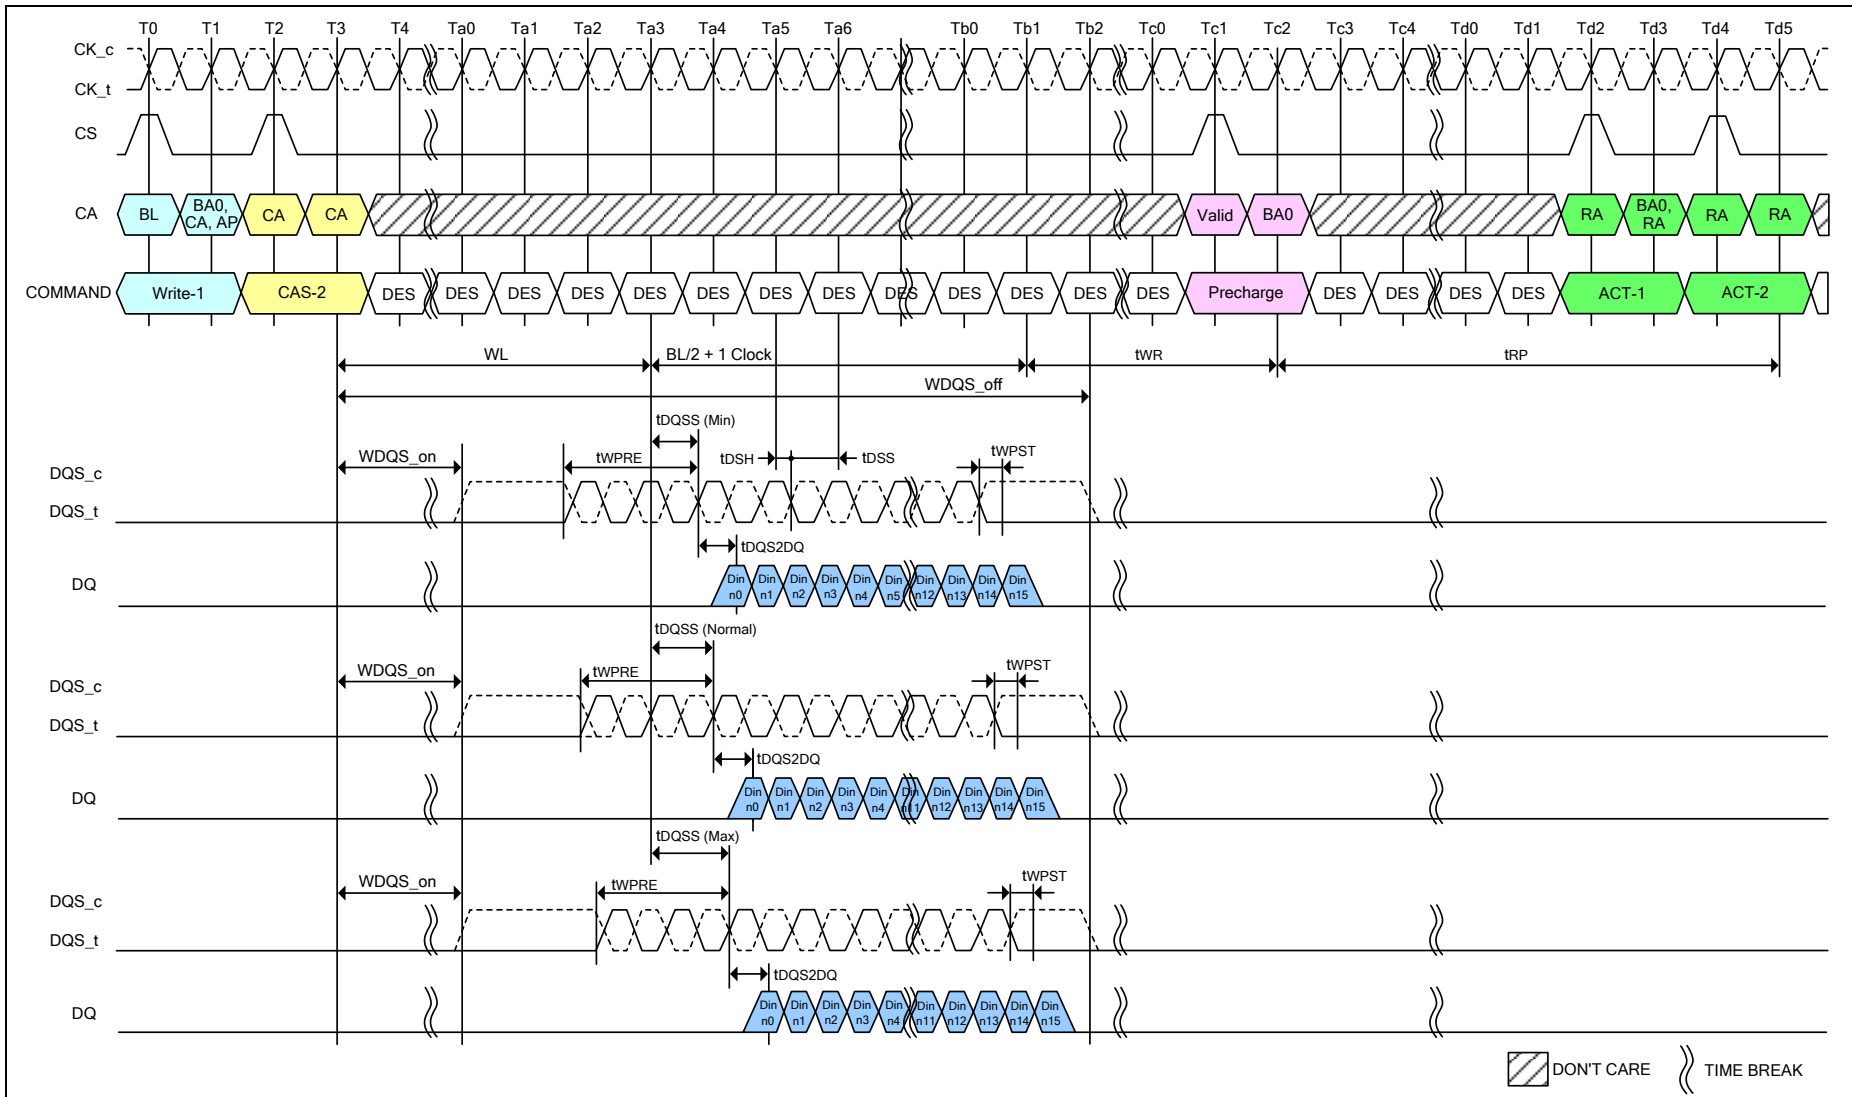 T0 T1 T2 T3 T4 Ta0 Ta1 Ta2 Ta3 Ta4 Ta5 Ta6 Tb0 Tb1 Tb2 Tc0 Tc1 Tc2 Tc3 Tc4 Td0 Td1 Td2 Td3 Td4 Td5
CK_c
CK_t
CS
CA BL BA0, CA, AP CA CA Valid BA0 RA BA0, RA RA RA
COMMAND Write-1 CAS-2 DES DES DES DES DES DES DES DES DES DES DES DES DES Precharge DES DES DES DES ACT-1 ACT-2
WL BL/2 + 1 Clock tWR tRP
WDQS_off
tDQSS (Min)
WDQS_on tWPRE tDSH tDSS tWPST
DQS_c
DQS_t
tDQS2DQ
DQ Din n0 Din n1 Din n2 Din n3 Din n4 Din n5 Din n12 Din n13 Din n14 Din n15
tDQSS (Normal)
WDQS_on tWPRE tWPST
DQS_c
DQS_t
tDQS2DQ
DQ Din n0 Din n1 Din n2 Din n3 Din n4 Din n11 Din n12 Din n13 Din n14 Din n15
tDQSS (Max)
WDQS_on tWPRE tWPST
DQS_c
DQS_t
tDQS2DQ
DQ Din n0 Din n1 Din n2 Din n3 Din n4 Din n11 Din n12 Din n13 Din n14 Din n15
DON'T CARE TIME BREAK